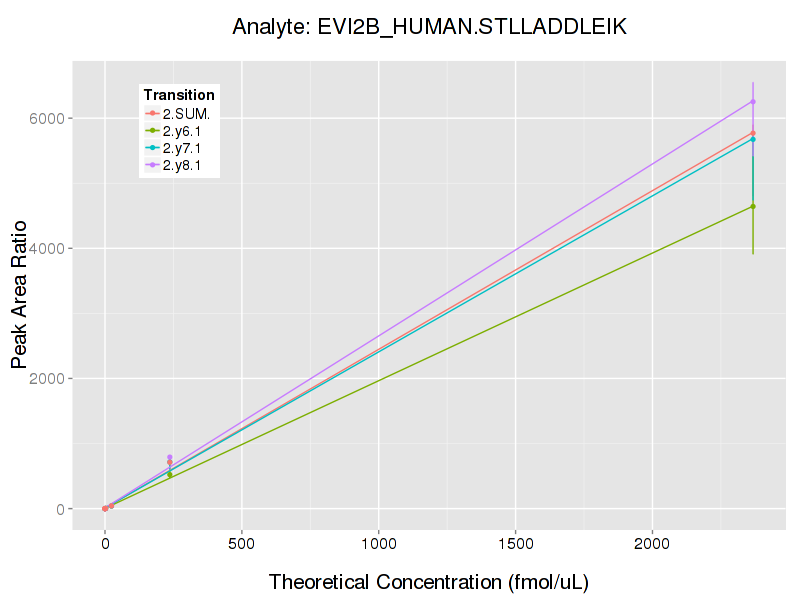 Analyte: EVI2B_HUMAN.STLLADDLEIK
Transition
2.SUM.
2.y6.1
2.y7.1
2.y8.1
6000
4000
2000
0
Peak Area Ratio
0 500 1000 1500 2000
Theoretical Concentration (fmol/uL)